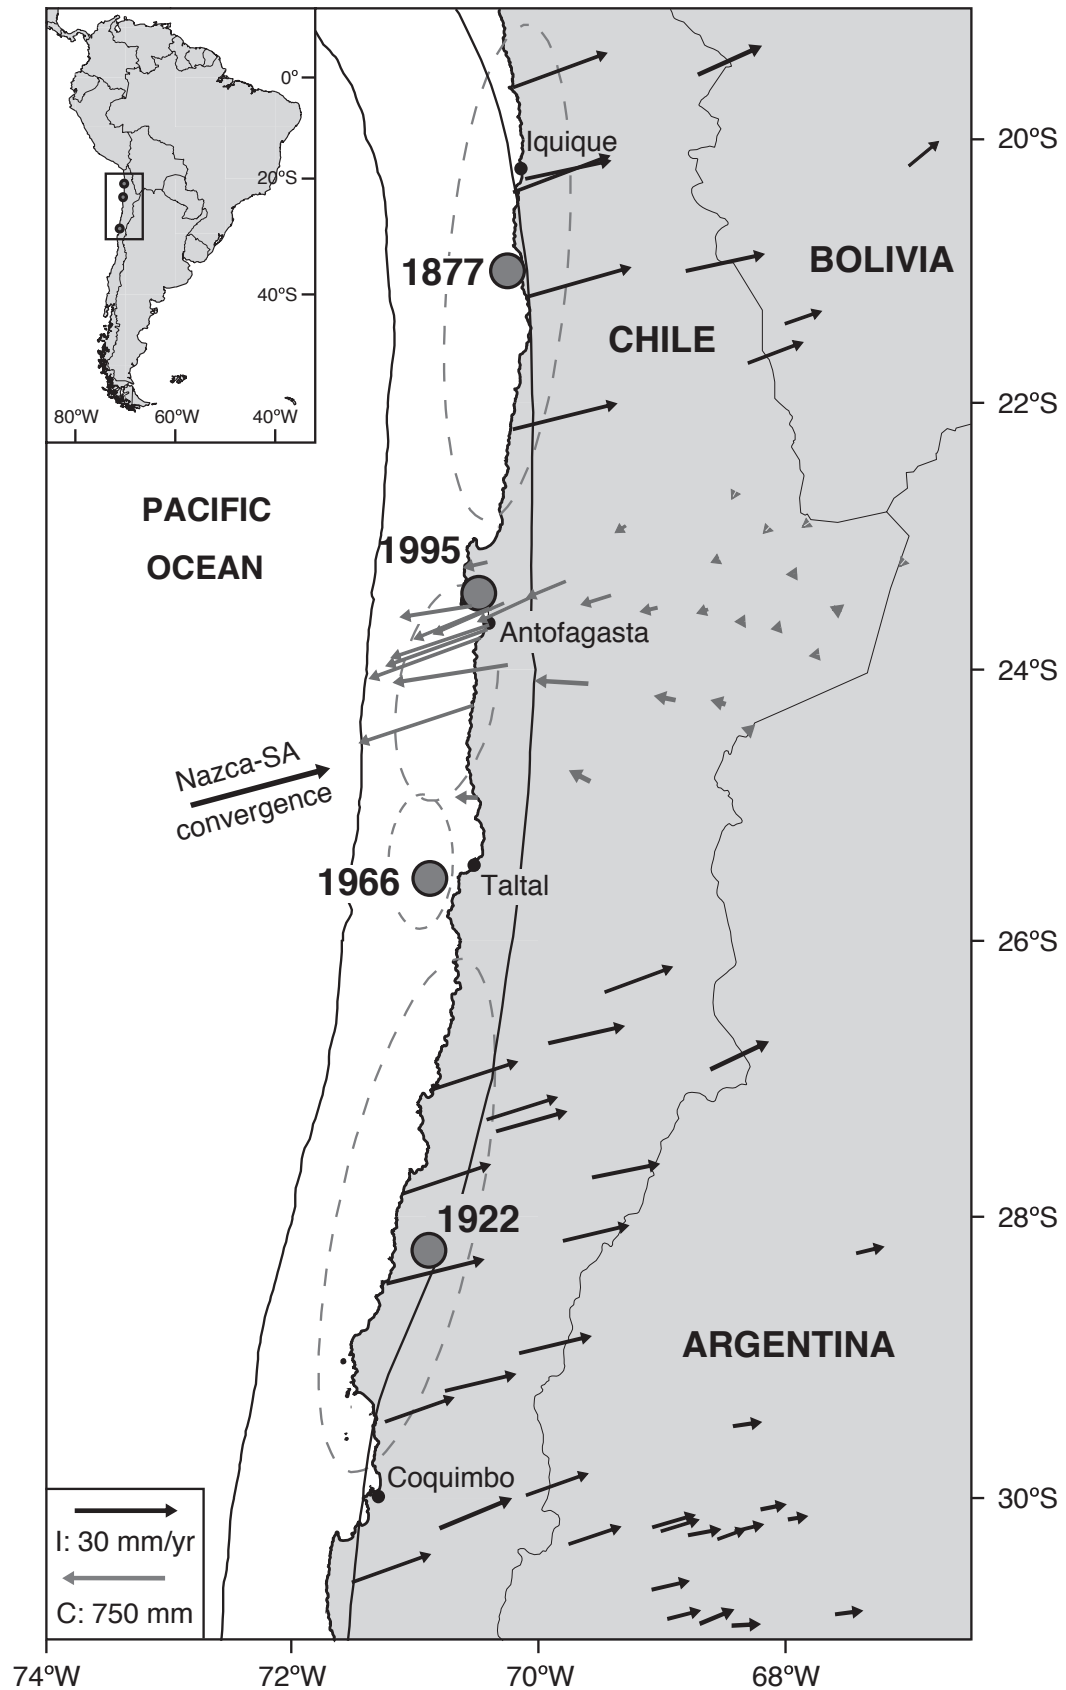 0°
20°S
40°S
80°W
60°W
40°W
Iquique
20°S
1877
BOLIVIA
CHILE
22°S
PACIFIC
OCEAN
1995
Antofagasta
24°S
Nazca-SA
convergence
1966
Taltal
26°S
1922
28°S
ARGENTINA
Coquimbo
30°S
I: 30 mm/yr
C: 750 mm
74°W
72°W
70°W
68°W